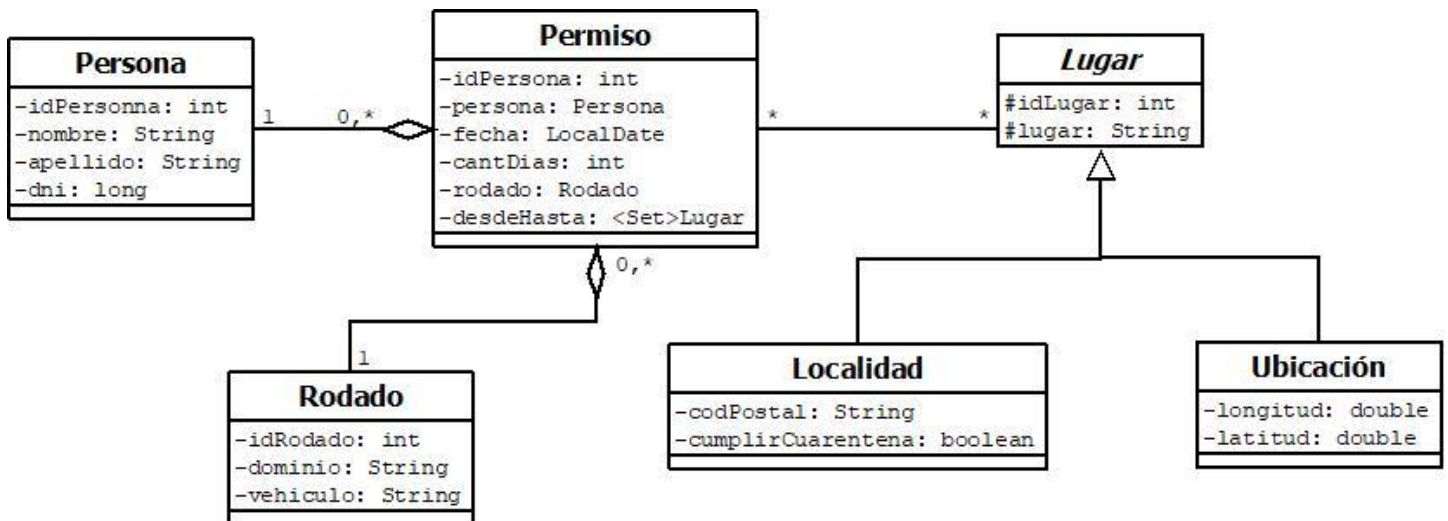 Persona
-idPersonna: int
-nombre: String
-apellido: String
-dni: long
1
0,*
Permiso
-idPersona: int
-persona: Persona
-fecha: LocalDate
-cantDias: int
-rodado: Rodado
-desdeHasta: <Set>Lugar
*
*
Lugar
#idLugar: int
#lugar: String
0,*
1
Rodado
-idRodado: int
-dominio: String
-vehiculo: String
Localidad
-codPostal: String
-cumplirCuarentena: boolean
Ubicación
-longitud: double
-latitud: double